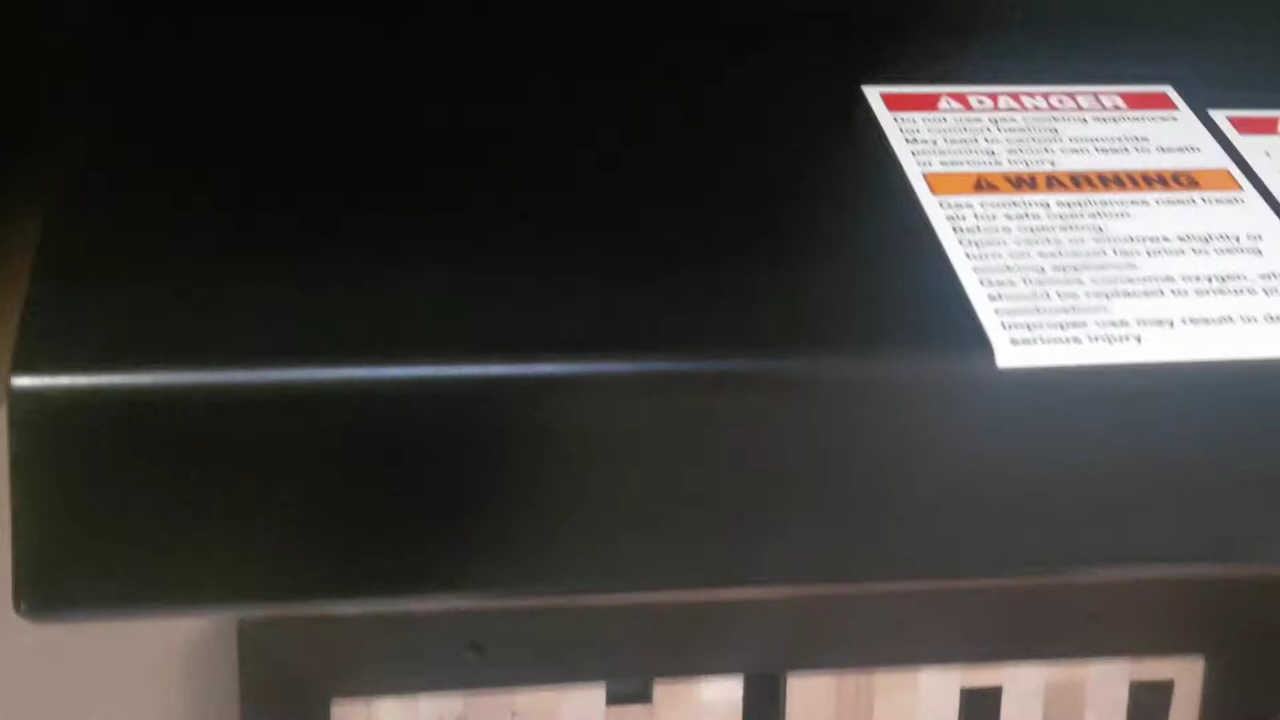 DANGER
Do not use gas cooking appliances
for comfort heating.
May lead to carbon monoxide
poisoning, which can lead to death
or serious injury.
WARNING
Gas cooking appliances need fresh
air for safe operation.
Before operating:
Open vents or windows slightly or
turn on exhaust fan prior to using
cooking appliance.
Gas flames consume oxygen,
should be replaced to ensure
combustion.
Improper use may result in
serious injury